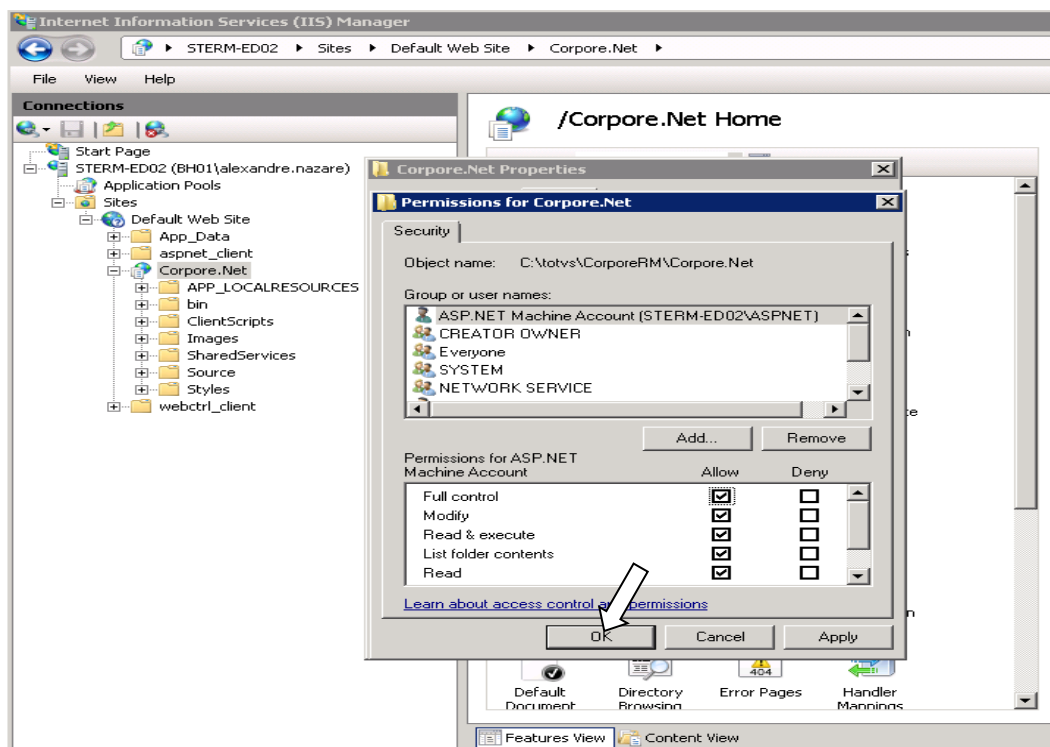 Internet Information Services (IIS) Manager
STERM-ED02 Sites Default Web Site Corpore.Net
File View Help
Connections
Start Page
STERM-ED02 (BH01\alexandre.nazare)
Application Pools
Sites
Default Web Site
App_Data
aspnet_client
Corpore.Net
APP_LOCALRESOURCES
bin
ClientScripts
Images
SharedServices
Source
Styles
webctrl_client
/Corpore.Net Home
Corpore.Net Properties
Permissions for Corpore.Net
Security
Object name: C:\totvs\CorporeRM\Corpore.Net
Group or user names:
ASP.NET Machine Account (STERM-ED02\ASPNET)
CREATOR OWNER
Everyone
SYSTEM
NETWORK SERVICE
Add... Remove
Permissions for ASP.NET
Machine Account Allow Deny
Full control
Modify
Read & execute
List folder contents
Read
Learn about access control and permissions
OK Cancel Apply
404
Default Directory Error Pages Handler
Document Browsing Mappings
Features View Content View